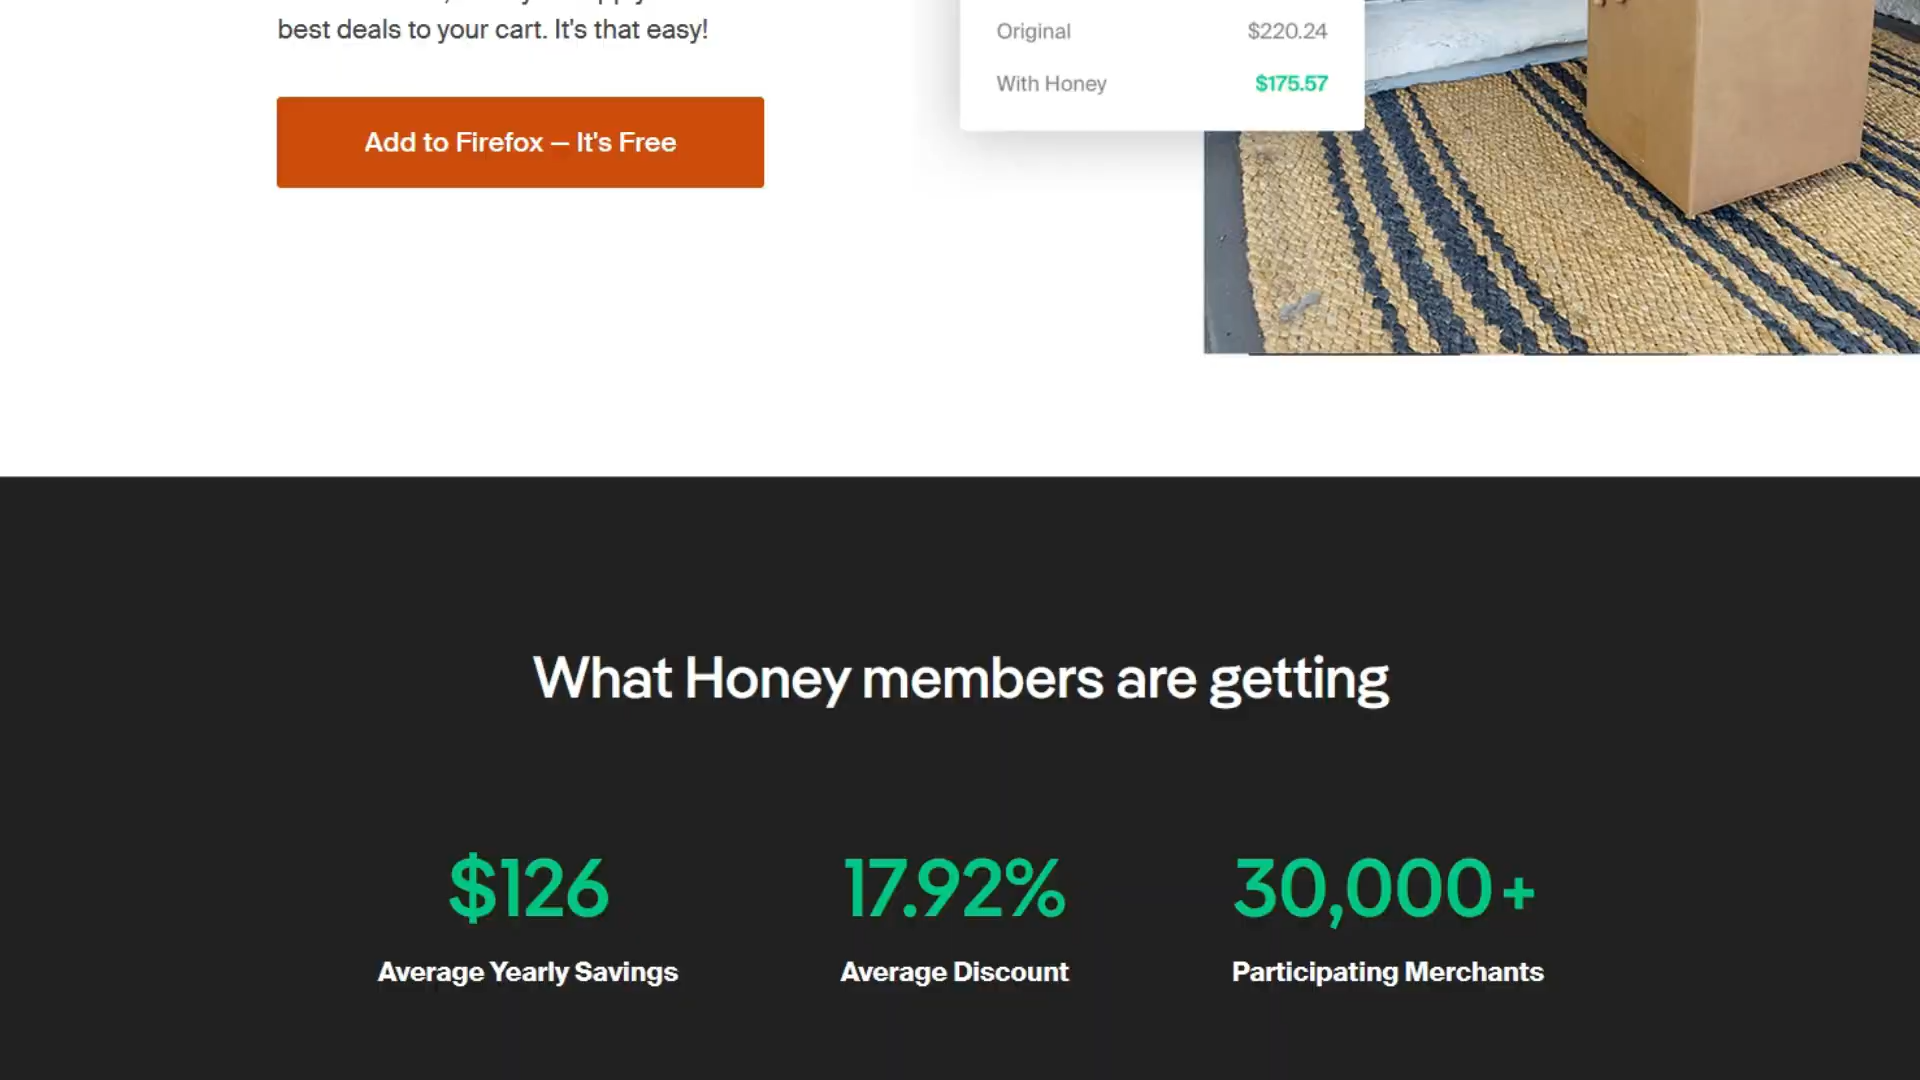 best deals to your cart. It's that easy!
Add to Firefox — It's Free
Original $220.24
With Honey $175.57
What Honey members are getting
$126
Average Yearly Savings
17.92%
Average Discount
30,000+
Participating Merchants